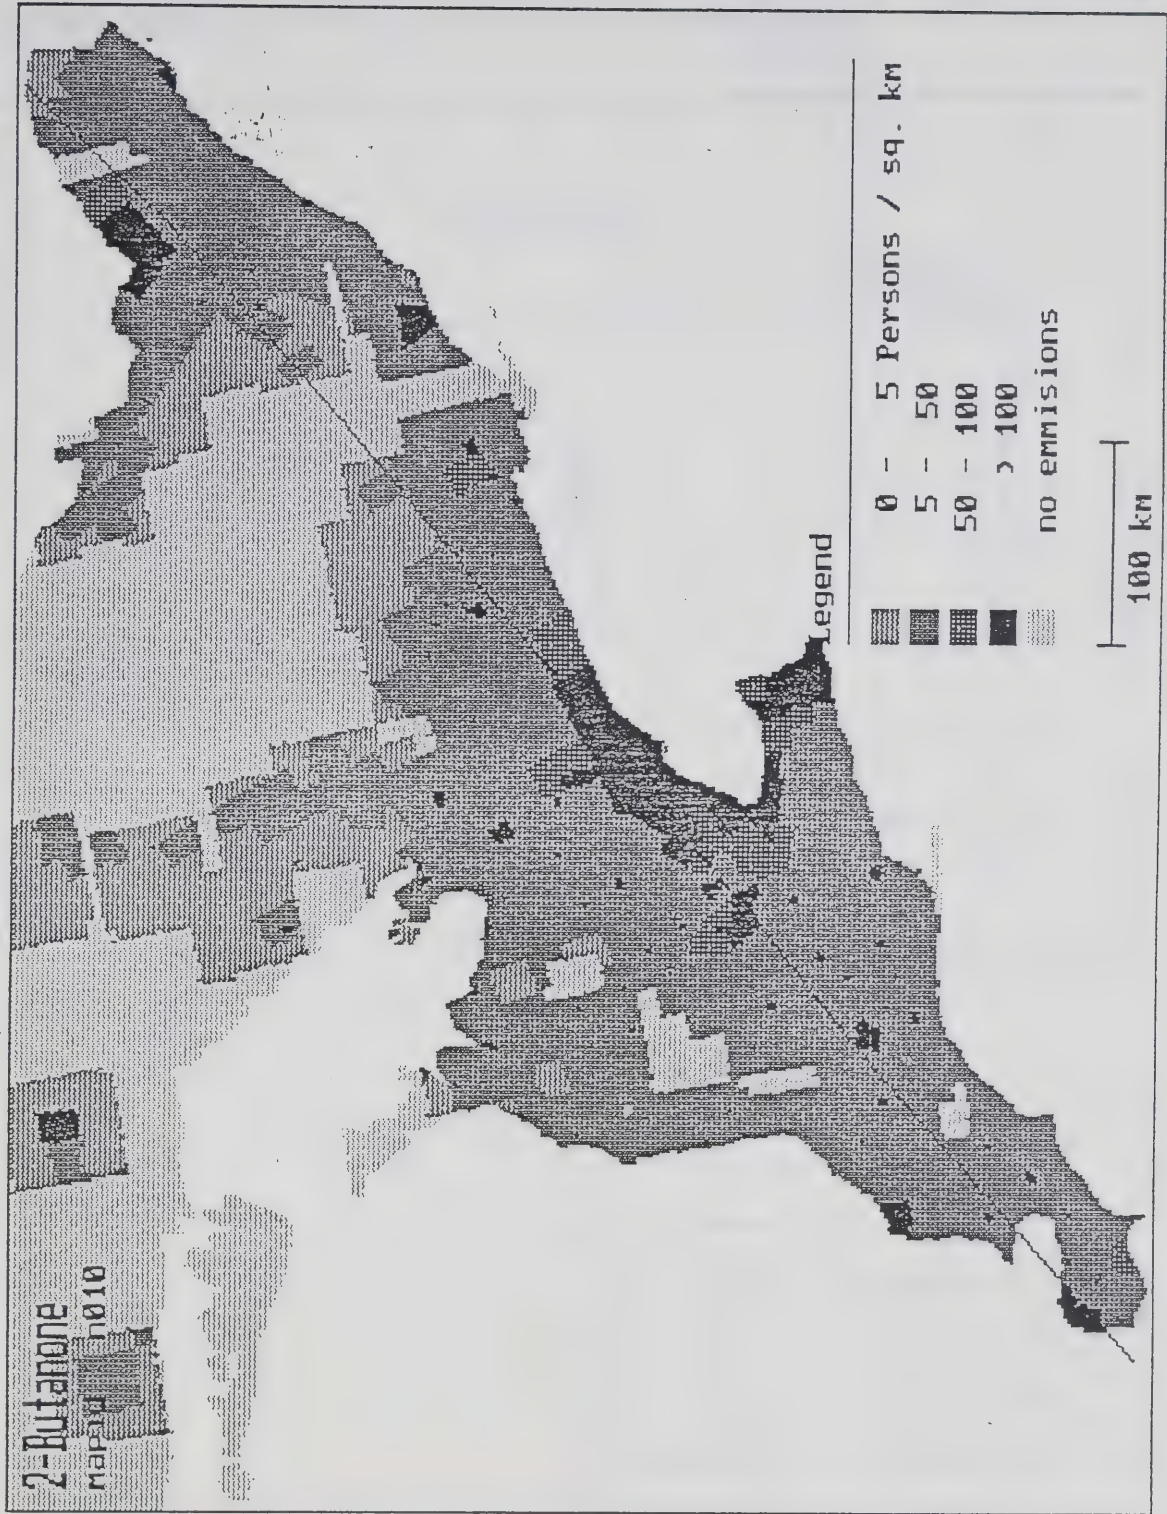 2-Butanone
mapid n010
Legend
0 - 5 Persons / sq. km
5 - 50
50 - 100
> 100
no emmisions
100 km